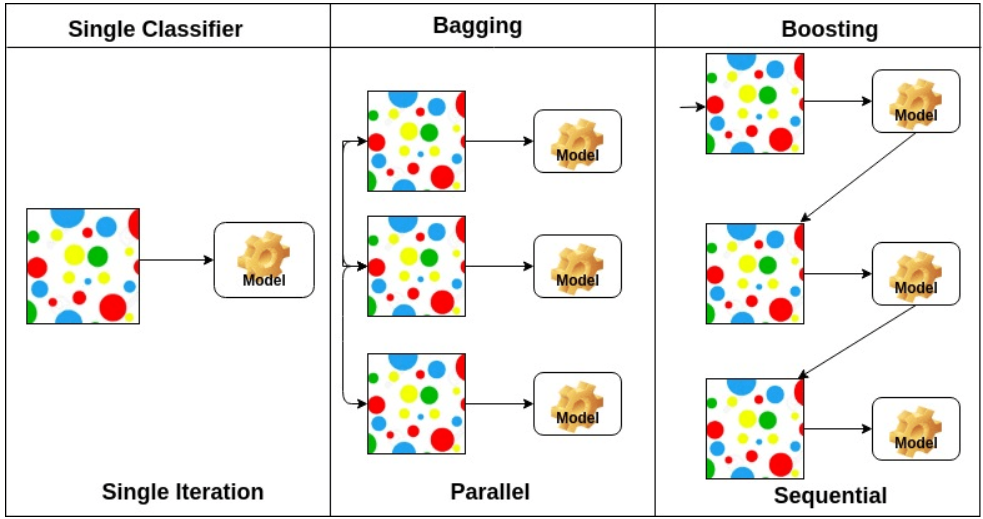 Single Classifier
Bagging
Boosting
Model
Model
Model
Model
Model
Model
Model
Single Iteration
Parallel
Sequential